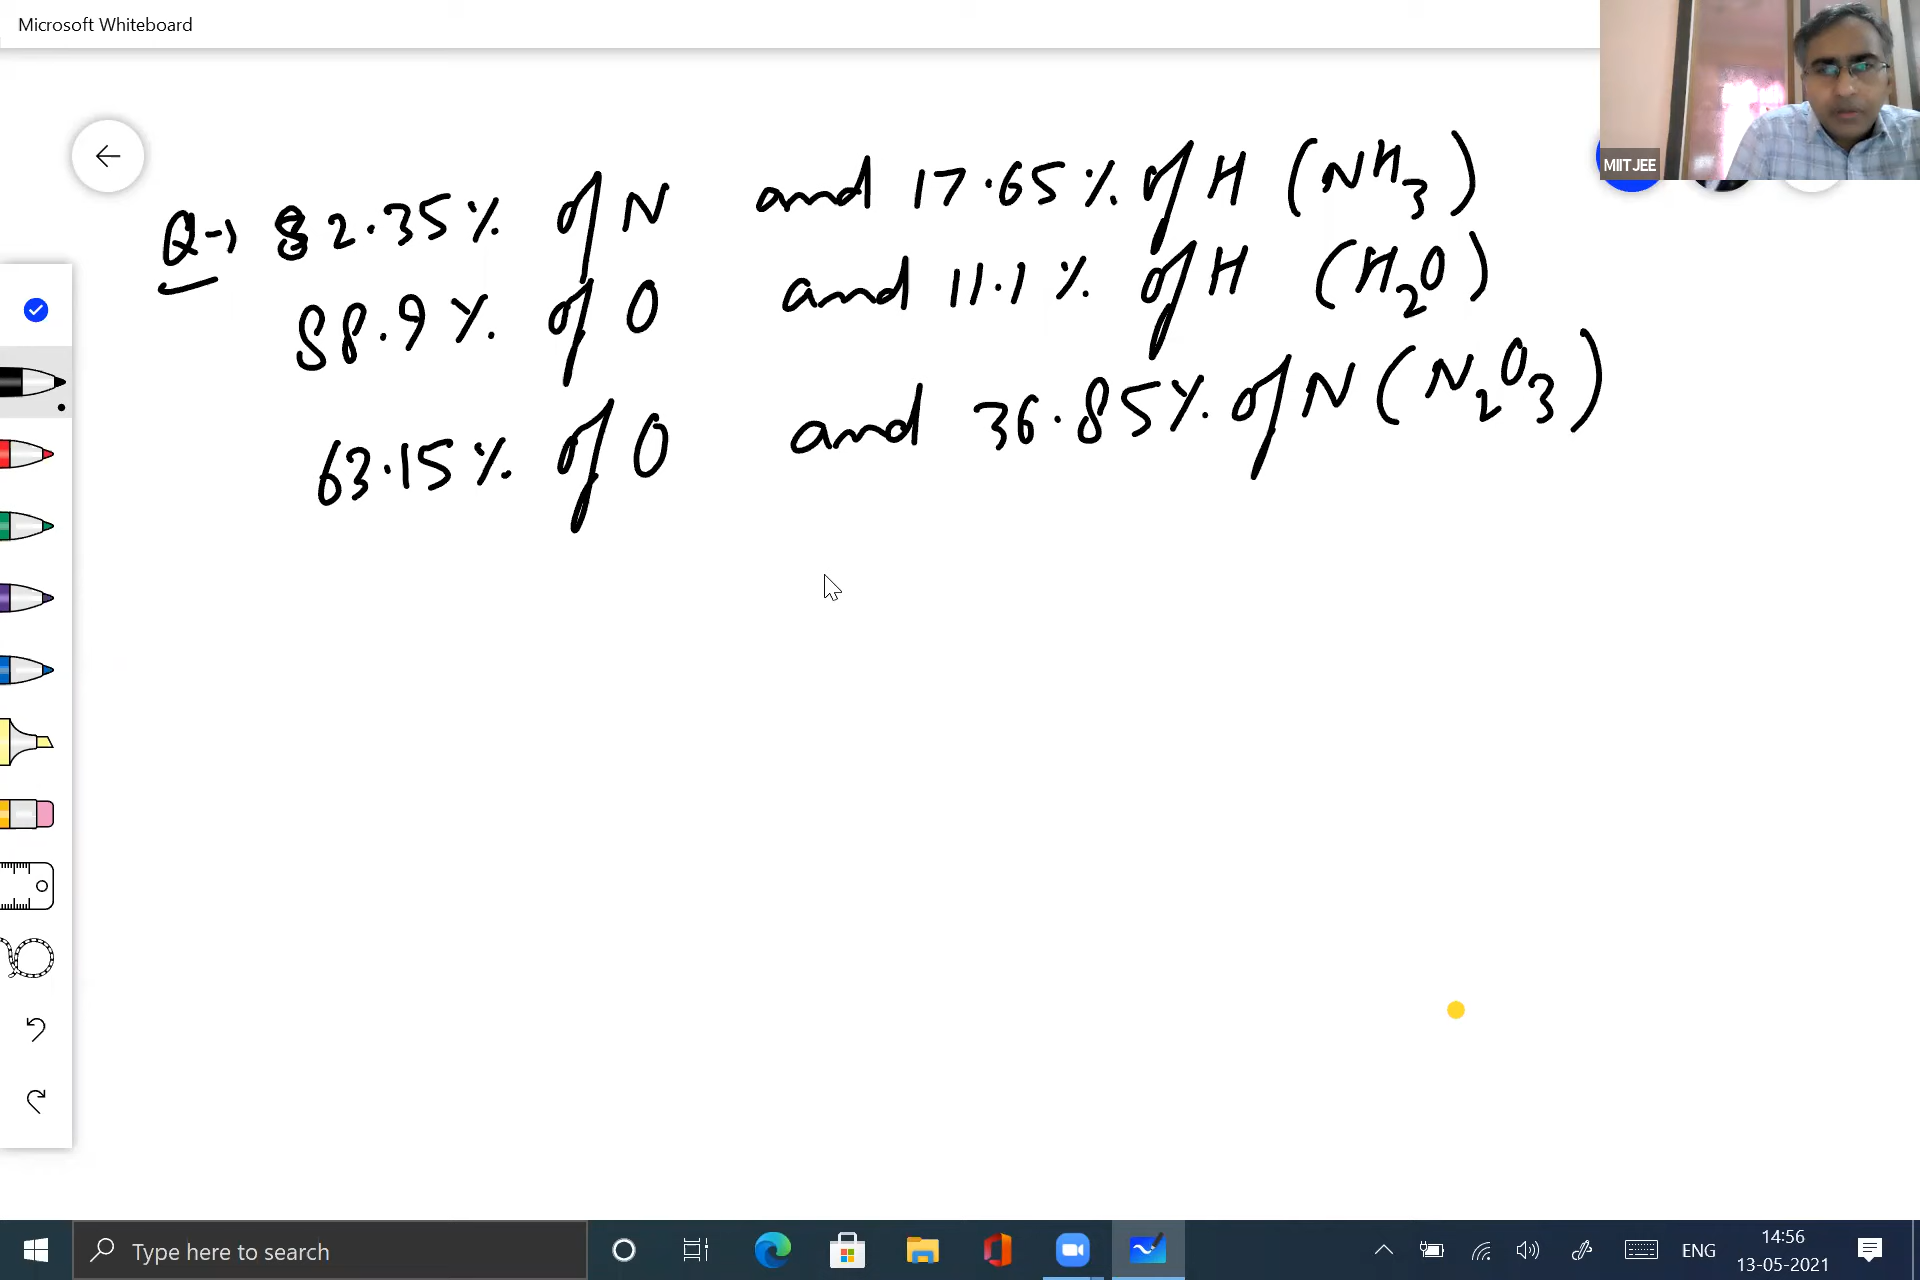 Microsoft Whiteboard
MIIT JEE
Q→ 82.35% of N and 17.65% of H (NH₃)
88.9% of O and 11.1% of H (H₂O)
63.15% of O and 36.85% of N (N₂O₃)
Type here to search
ENG
14:56
13-05-2021